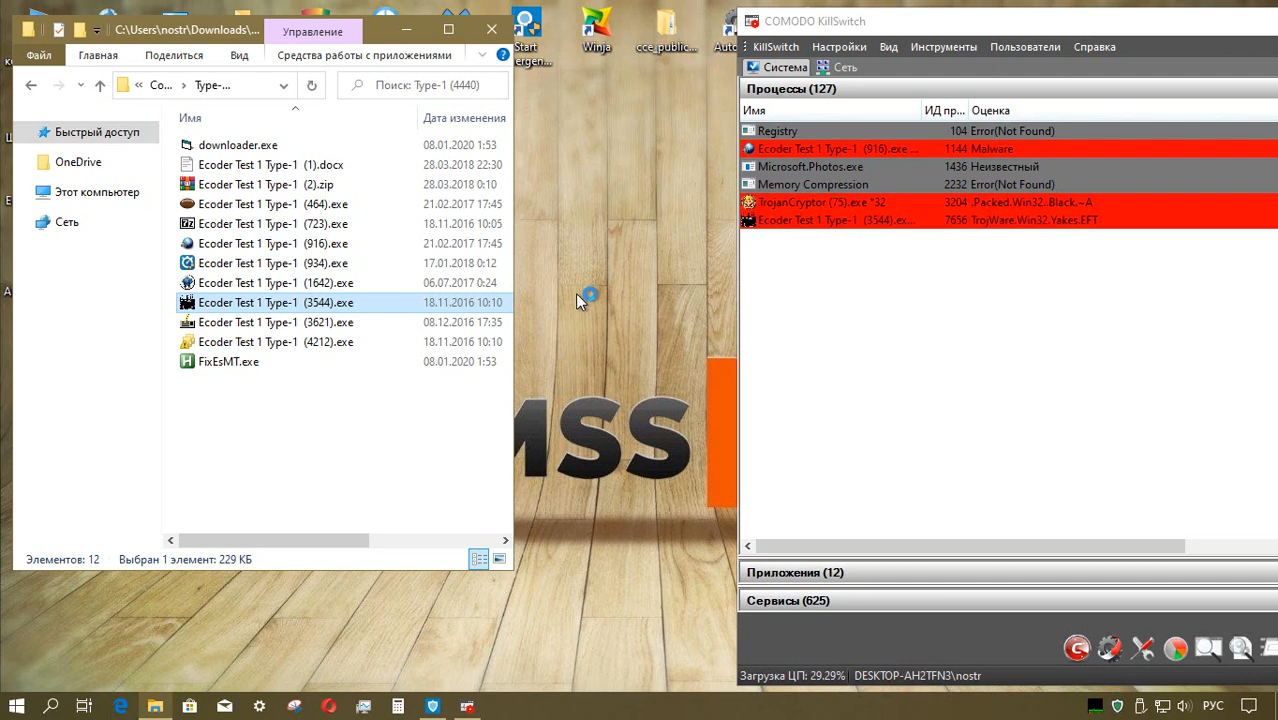 C:\Users\nostr\Downloads\...
Управление
Файл
Главная
Поделиться
Вид
Средства работы с приложениями
« Co... › Type-...
Поиск: Type-1 (4440)
Быстрый доступ
OneDrive
Этот компьютер
Сеть
Имя
Дата изменения
downloader.exe 08.01.2020 1:53
Ecoder Test 1 Type-1 (1).docx 28.03.2018 22:30
Ecoder Test 1 Type-1 (2).zip 28.03.2018 0:10
Ecoder Test 1 Type-1 (464).exe 21.02.2017 17:45
Ecoder Test 1 Type-1 (723).exe 18.11.2016 10:05
Ecoder Test 1 Type-1 (916).exe 21.02.2017 17:45
Ecoder Test 1 Type-1 (934).exe 17.01.2018 0:12
Ecoder Test 1 Type-1 (1642).exe 06.07.2017 0:24
Ecoder Test 1 Type-1 (3544).exe 18.11.2016 10:10
Ecoder Test 1 Type-1 (3621).exe 08.12.2016 17:35
Ecoder Test 1 Type-1 (4212).exe 18.11.2016 10:10
FixEsMT.exe 08.01.2020 1:53
Элементов: 12
Выбран 1 элемент: 229 КБ
Start
Winja
cce_public...
MSS
COMODO KillSwitch
KillSwitch
Настройки
Вид
Инструменты
Пользователи
Справка
Система
Сеть
Процессы (127)
Имя
ИД пр...
Оценка
Registry 104 Error(Not Found)
Ecoder Test 1 Type-1 (916).exe ... 1144 Malware
Microsoft.Photos.exe 1436 Неизвестный
Memory Compression 2232 Error(Not Found)
TrojanCryptor (75).exe *32 3204 .Packed.Win32..Black.~A
Ecoder Test 1 Type-1 (3544).ex... 7656 TrojWare.Win32.Yakes.EFT
Приложения (12)
Сервисы (625)
Загрузка ЦП: 29.29%
DESKTOP-AH2TFN3\nostr
РУС